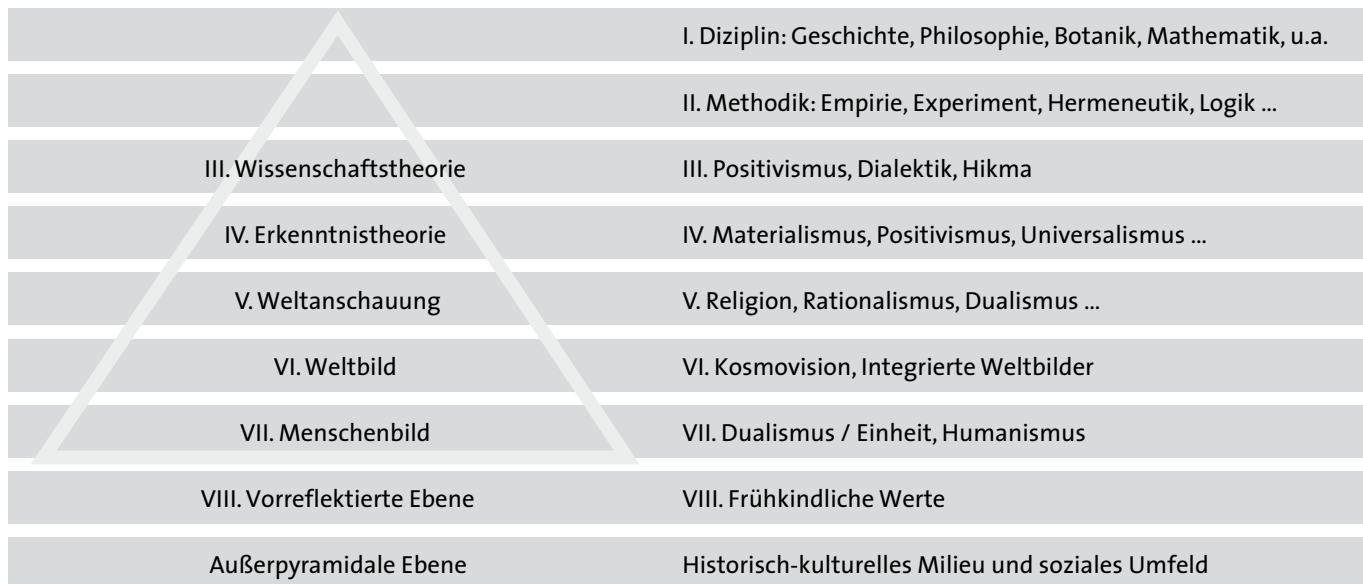 I. Diziplin: Geschichte, Philosophie, Botanik, Mathematik, u.a.
II. Methodik: Empirie, Experiment, Hermeneutik, Logik ...
III. Wissenschaftstheorie III. Positivismus, Dialektik, Hikma
IV. Erkenntnistheorie IV. Materialismus, Positivismus, Universalismus ...
V. Weltanschauung V. Religion, Rationalismus, Dualismus ...
VI. Weltbild VI. Kosmovision, Integrierte Weltbilder
VII. Menschenbild VII. Dualismus / Einheit, Humanismus
VIII. Vorreflektierte Ebene VIII. Frühkindliche Werte
Außerpyramidale Ebene Historisch-kulturelles Milieu und soziales Umfeld